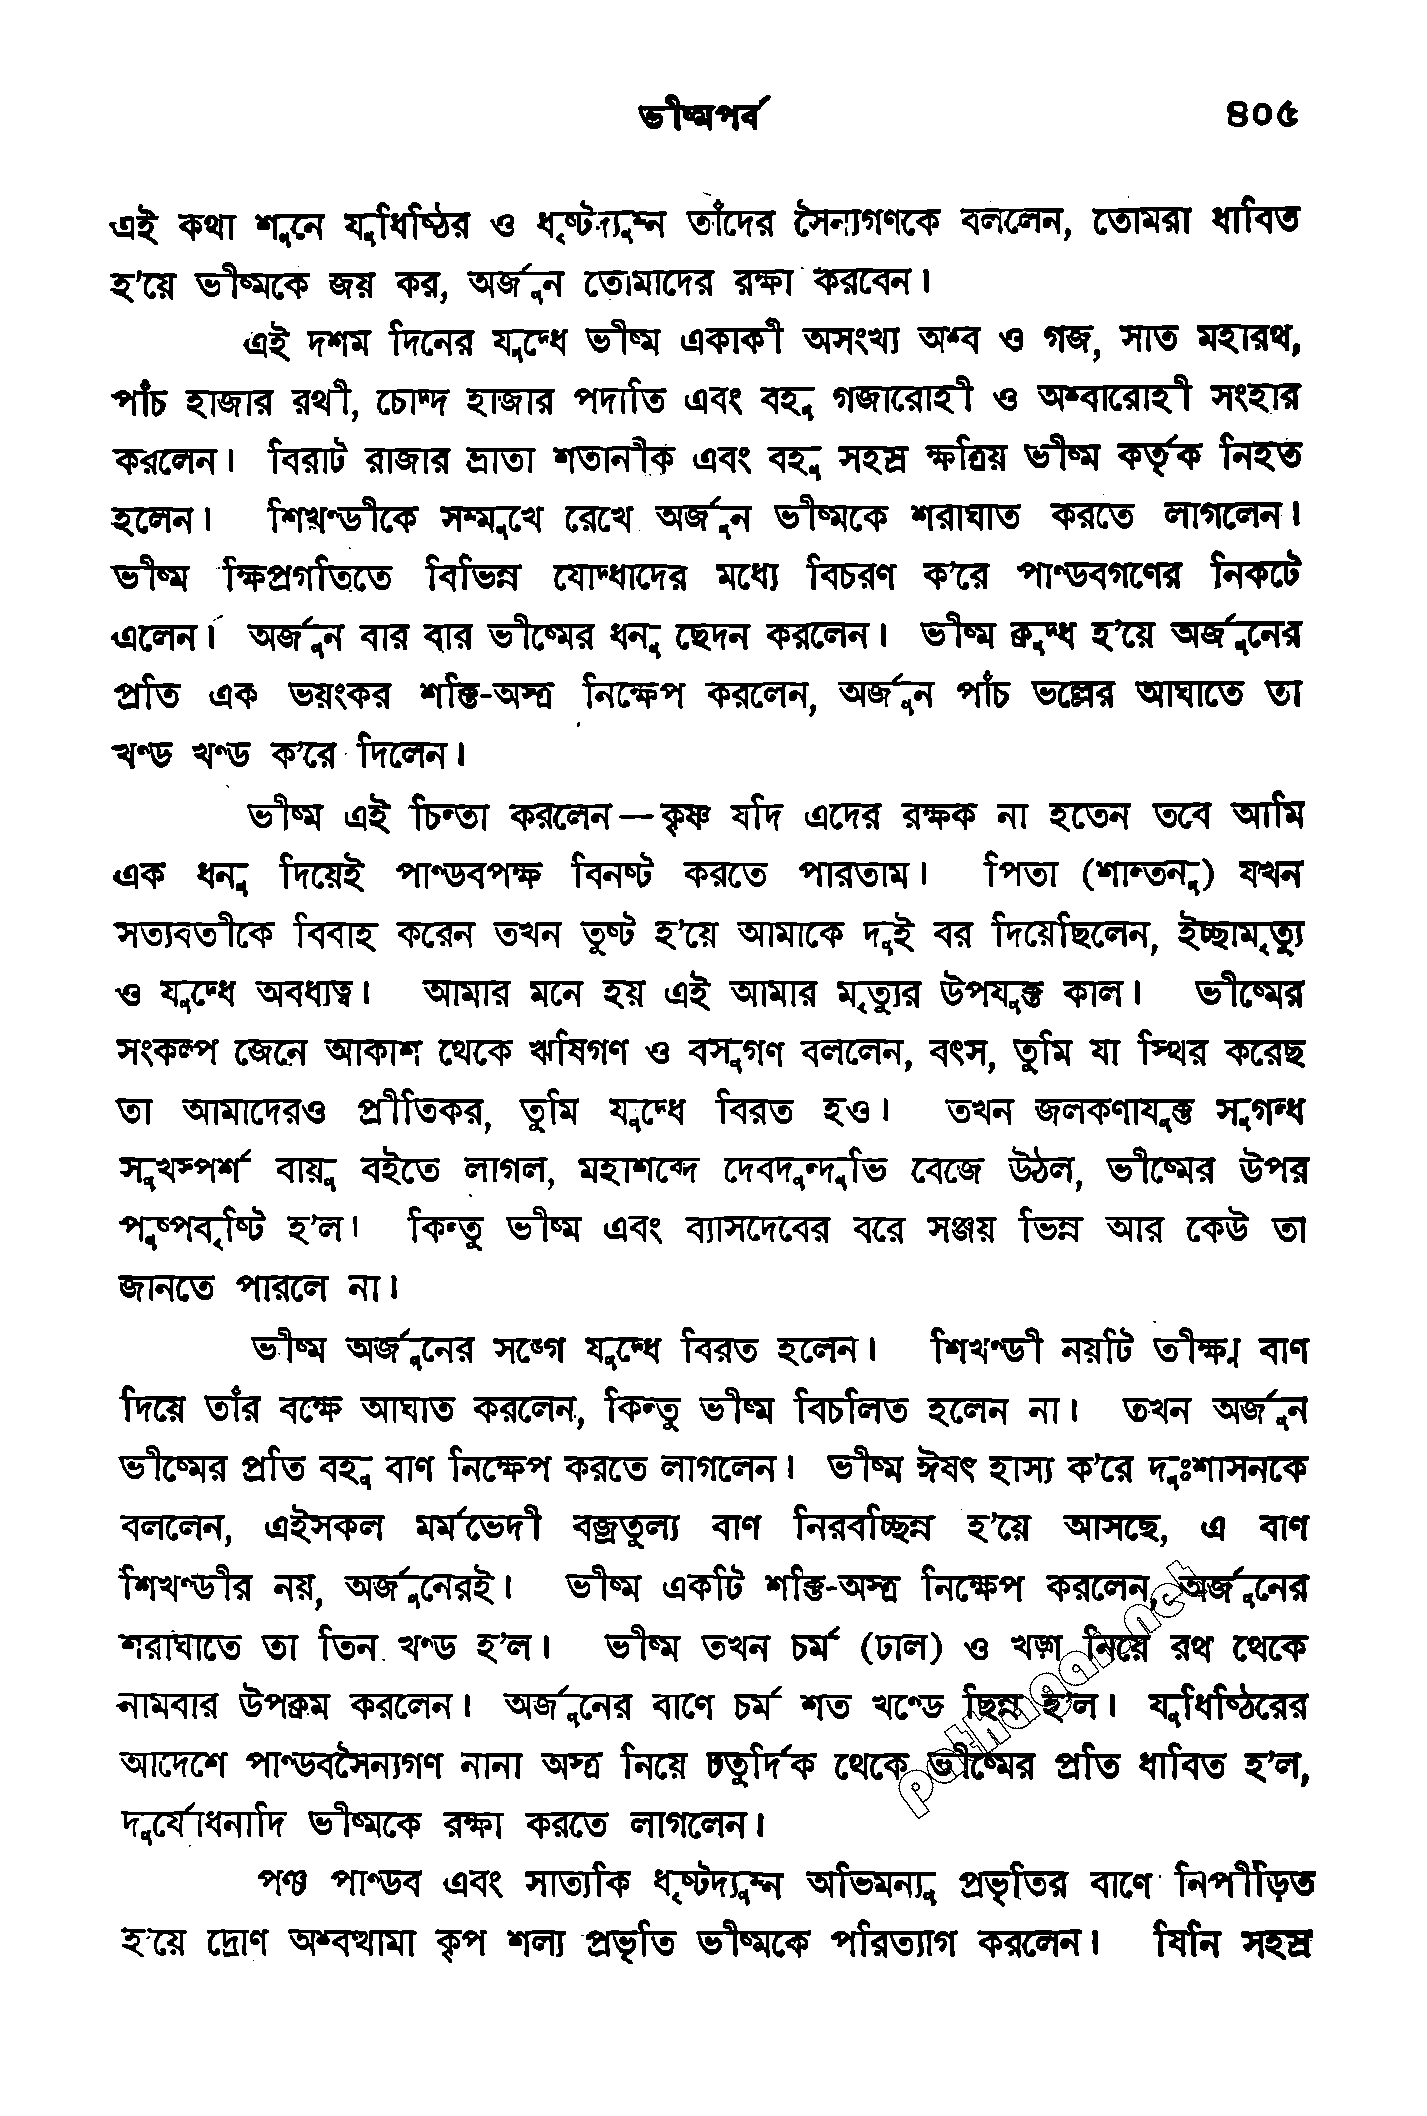 ভীষ্মপর্ব ৪০৫
এই কথা শুনে যুধিষ্ঠির ও ধৃষ্টদ্যুম্ন তাঁদের সৈন্যগণকে বললেন, তোমরা ধাবিত
হ'য়ে ভীষ্মকে জয় কর, অর্জুন তোমাদের রক্ষা করবেন।
এই দশম দিনের যুদ্ধে ভীষ্ম একাকী অসংখ্য অশ্ব ও গজ, সাত মহারথ,
পাঁচ হাজার রথী, চোদ্দ হাজার পদাতি এবং বহু গজারোহী ও অশ্বারোহী সংহার
করলেন। বিরাট রাজার ভ্রাতা শতানীক এবং বহু সহস্র ক্ষত্রিয় ভীষ্ম কর্তৃক নিহত
হলেন। শিখণ্ডীকে সম্মুখে রেখে অর্জুন ভীষ্মকে শরাঘাত করতে লাগলেন।
ভীষ্ম ক্ষিপ্রগতিতে বিভিন্ন যোদ্ধাদের মধ্যে বিচরণ ক'রে পাণ্ডবগণের নিকটে
এলেন। অর্জুন বার বার ভীষ্মের ধনু ছেদন করলেন। ভীষ্ম ক্রুদ্ধ হ'য়ে অর্জুনের
প্রতি এক ভয়ংকর শক্তি-অস্ত্র নিক্ষেপ করলেন, অর্জুন পাঁচ ভল্লের আঘাতে তা
খণ্ড খণ্ড ক'রে দিলেন।
ভীষ্ম এই চিন্তা করলেন—কৃষ্ণ যদি এদের রক্ষক না হতেন তবে আমি
এক ধনু দিয়েই পাণ্ডবপক্ষ বিনষ্ট করতে পারতাম। পিতা (শান্তনু) যখন
সত্যবতীকে বিবাহ করেন তখন তুষ্ট হ'য়ে আমাকে দুই বর দিয়েছিলেন, ইচ্ছামৃত্যু
ও যুদ্ধে অবধ্যত্ব। আমার মনে হয় এই আমার মৃত্যুর উপযুক্ত কাল। ভীষ্মের
সংকল্প জেনে আকাশ থেকে ঋষিগণ ও বসুগণ বললেন, বৎস, তুমি যা স্থির করেছ
তা আমাদেরও প্রীতিকর, তুমি যুদ্ধে বিরত হও। তখন জলকণাযুক্ত সুগন্ধ
সুখস্পর্শ বায়ু বইতে লাগল, মহাশব্দে দেবদুন্দুভি বেজে উঠল, ভীষ্মের উপর
পুষ্পবৃষ্টি হ'ল। কিন্তু ভীষ্ম এবং ব্যাসদেবের বরে সঞ্জয় ভিন্ন আর কেউ তা
জানতে পারলে না।
ভীষ্ম অর্জুনের সঙ্গে যুদ্ধে বিরত হলেন। শিখণ্ডী নয়টি তীক্ষ্ণ বাণ
দিয়ে তাঁর বক্ষে আঘাত করলেন, কিন্তু ভীষ্ম বিচলিত হলেন না। তখন অর্জুন
ভীষ্মের প্রতি বহু বাণ নিক্ষেপ করতে লাগলেন। ভীষ্ম ঈষৎ হাস্য ক'রে দুঃশাসনকে
বললেন, এইসকল মর্মভেদী বজ্রতুল্য বাণ নিরবচ্ছিন্ন হ'য়ে আসছে, এ বাণ
শিখণ্ডীর নয়, অর্জুনেরই। ভীষ্ম একটি শক্তি-অস্ত্র নিক্ষেপ করলেন, অর্জুনের
শরাঘাতে তা তিন খণ্ড হ'ল। ভীষ্ম তখন চর্ম (ঢাল) ও খড়্গ নিয়ে রথ থেকে
নামবার উপক্রম করলেন। অর্জুনের বাণে চর্ম শত খণ্ডে ছিন্ন হ'ল। যুধিষ্ঠিরের
আদেশে পাণ্ডবসৈন্যগণ নানা অস্ত্র নিয়ে চতুর্দিক থেকে ভীষ্মের প্রতি ধাবিত হ'ল,
দুর্যোধনাদি ভীষ্মকে রক্ষা করতে লাগলেন।
পঞ্চ পাণ্ডব এবং সাত্যকি ধৃষ্টদ্যুম্ন অভিমন্যু প্রভৃতির বাণে নিপীড়িত
হ'য়ে দ্রোণ অশ্বত্থামা কৃপ শল্য প্রভৃতি ভীষ্মকে পরিত্যাগ করলেন। যিনি সহস্র
pathagar.net